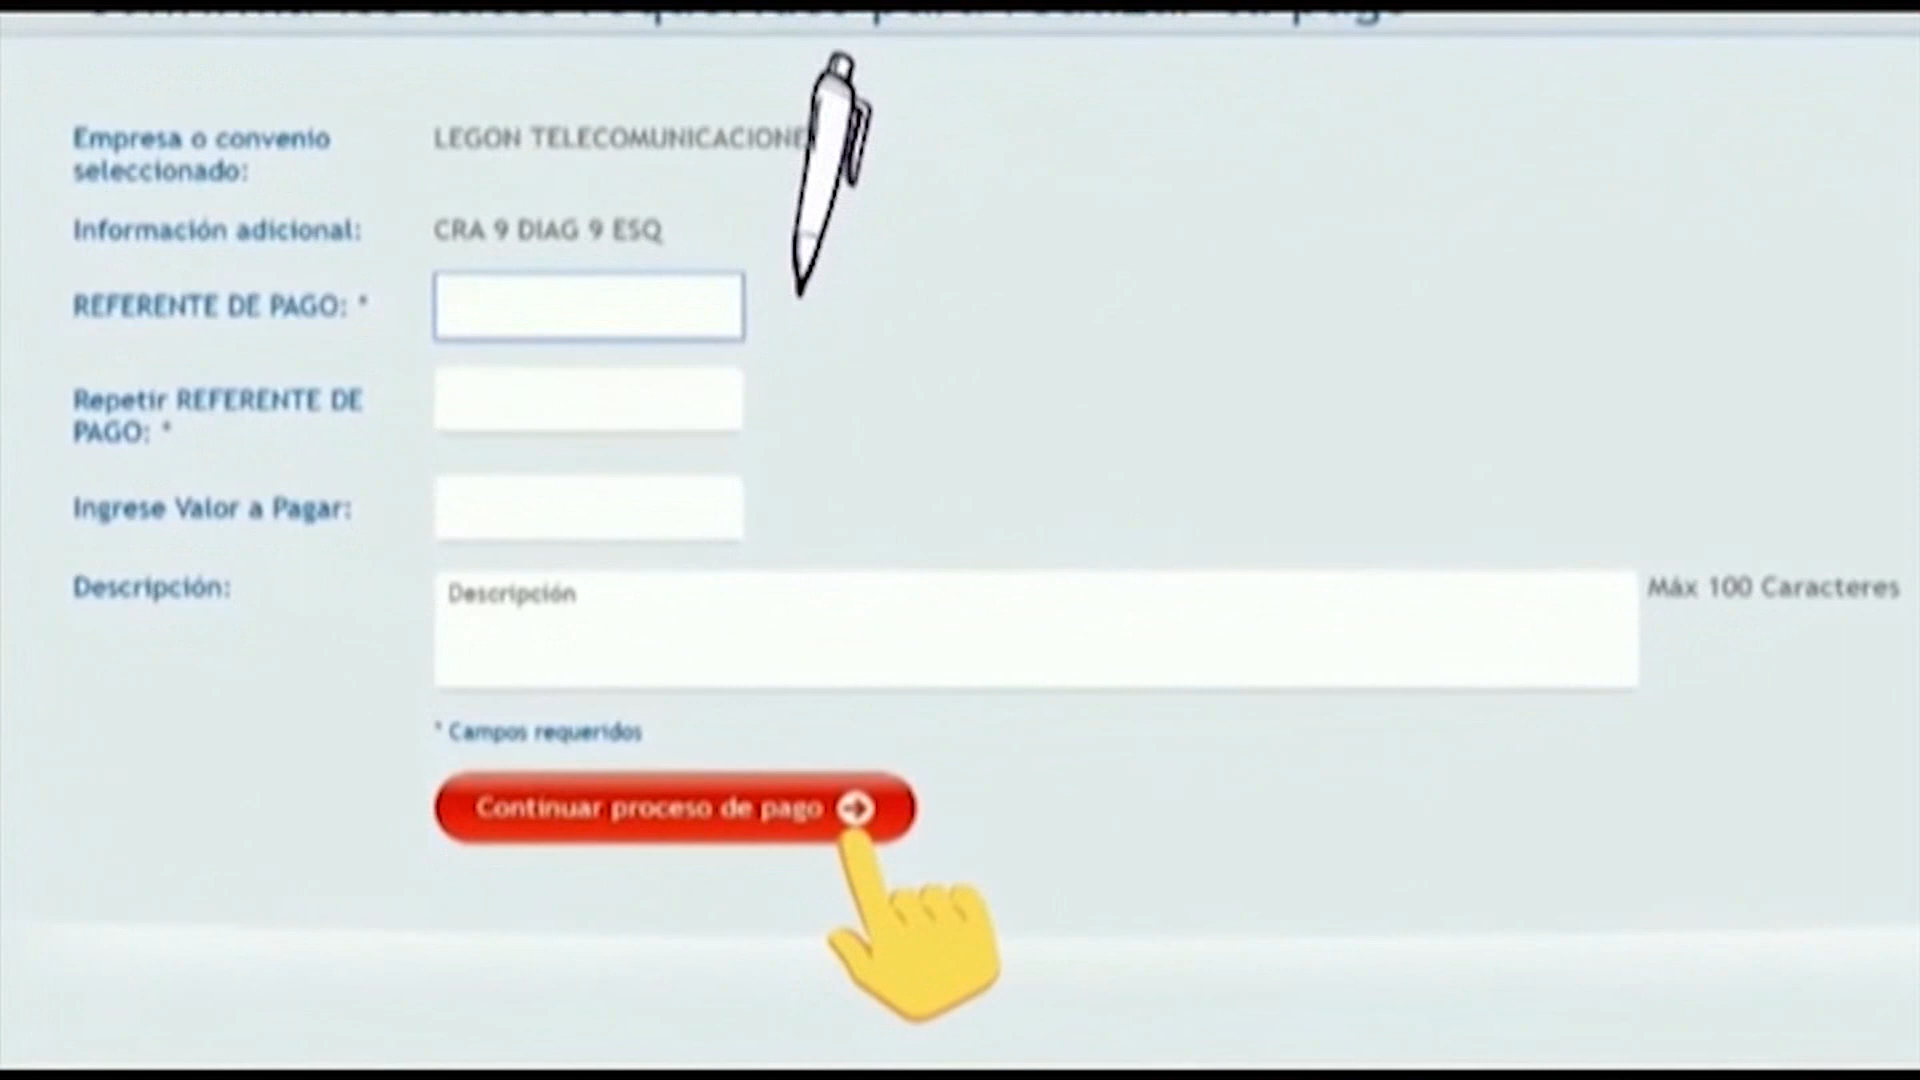 Empresa o convenio
seleccionado:
LEGON TELECOMUNICACIONE
Información adicional:
CRA 9 DIAG 9 ESQ
REFERENTE DE PAGO: *
Repetir REFERENTE DE
PAGO: *
Ingrese Valor a Pagar:
Descripción:
Descripción
Máx 100 Caracteres
* Campos requeridos
Continuar proceso de pago